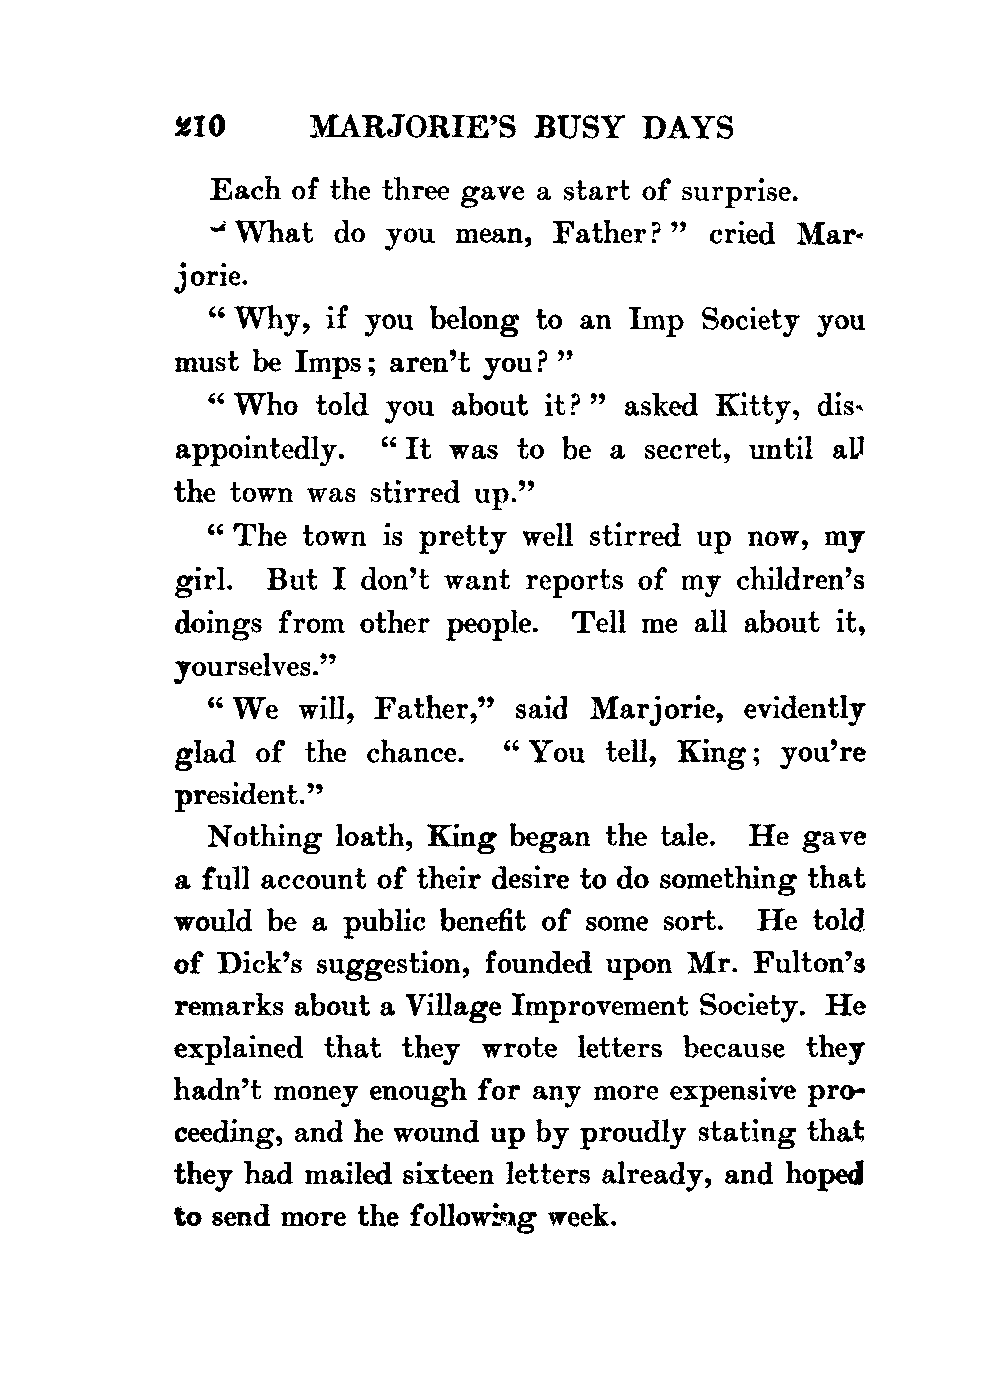 210 MARJORIE'S BUSY DAYS
Each of the three gave a start of surprise.
"What do you mean, Father?" cried Mar-
jorie.
"Why, if you belong to an Imp Society you
must be Imps; aren't you?"
"Who told you about it?" asked Kitty, dis-
appointedly. "It was to be a secret, until all
the town was stirred up."
"The town is pretty well stirred up now, my
girl. But I don't want reports of my children's
doings from other people. Tell me all about it,
yourselves."
"We will, Father," said Marjorie, evidently
glad of the chance. "You tell, King; you're
president."
Nothing loath, King began the tale. He gave
a full account of their desire to do something that
would be a public benefit of some sort. He told
of Dick's suggestion, founded upon Mr. Fulton's
remarks about a Village Improvement Society. He
explained that they wrote letters because they
hadn't money enough for any more expensive pro-
ceeding, and he wound up by proudly stating that
they had mailed sixteen letters already, and hoped
to send more the following week.